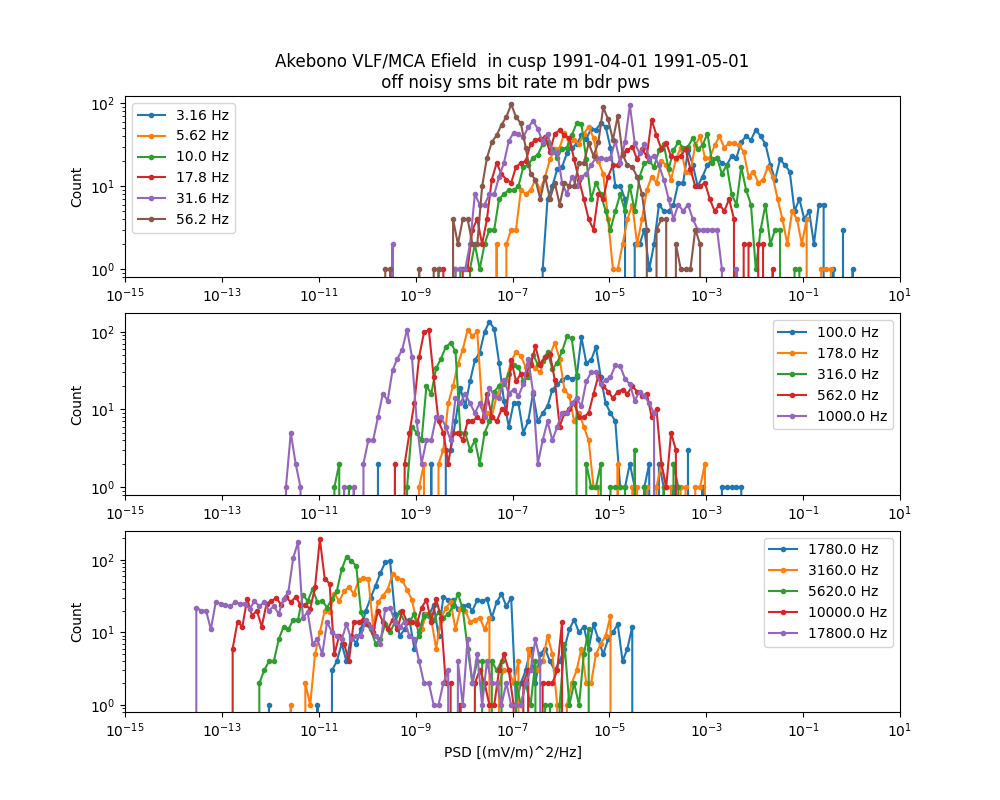 Akebono VLF/MCA Efield  in cusp 1991-04-01 1991-05-01
off noisy sms bit rate m bdr pws
10^2
10^1
10^0
Count
3.16 Hz
5.62 Hz
10.0 Hz
17.8 Hz
31.6 Hz
56.2 Hz
10^−15 10^−13 10^−11 10^−9 10^−7 10^−5 10^−3 10^−1 10^1
10^2
10^1
10^0
Count
100.0 Hz
178.0 Hz
316.0 Hz
562.0 Hz
1000.0 Hz
10^−15 10^−13 10^−11 10^−9 10^−7 10^−5 10^−3 10^−1 10^1
10^2
10^1
10^0
Count
1780.0 Hz
3160.0 Hz
5620.0 Hz
10000.0 Hz
17800.0 Hz
10^−15 10^−13 10^−11 10^−9 10^−7 10^−5 10^−3 10^−1 10^1
PSD [(mV/m)^2/Hz]